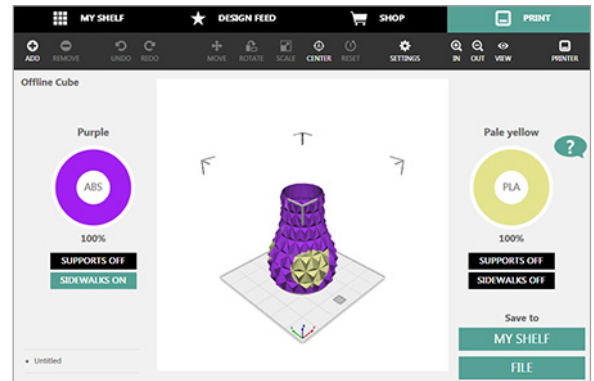 MY SHELF DESIGN FEED SHOP PRINT
ADD REMOVE UNDO REDO MOVE ROTATE SCALE CENTER RESET SETTINGS IN OUT VIEW PRINTER
Offline Cube
Purple
ABS
100%
SUPPORTS OFF
SIDEWALKS ON
Untitled
Pale yellow
?
PLA
100%
SUPPORTS OFF
SIDEWALKS OFF
Save to
MY SHELF
FILE